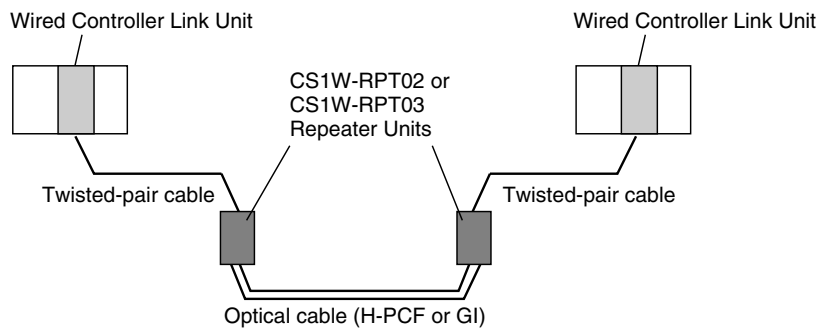 Wired Controller Link Unit
Wired Controller Link Unit
CS1W-RPT02 or
CS1W-RPT03
Repeater Units
Twisted-pair cable
Twisted-pair cable
Optical cable (H-PCF or GI)